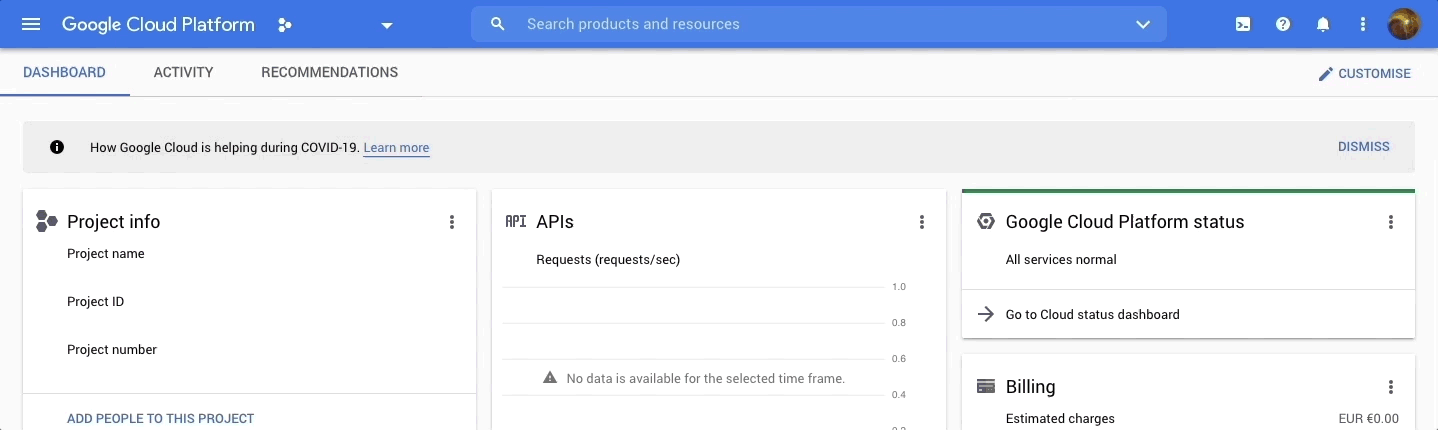 Google Cloud Platform
Search products and resources
DASHBOARD
ACTIVITY
RECOMMENDATIONS
CUSTOMISE
How Google Cloud is helping during COVID-19. Learn more
DISMISS
Project info
Project name
Project ID
Project number
ADD PEOPLE TO THIS PROJECT
API APIs
Requests (requests/sec)
1.0
0.8
0.6
No data is available for the selected time frame.
0.4
Google Cloud Platform status
All services normal
Go to Cloud status dashboard
Billing
Estimated charges
EUR €0.00